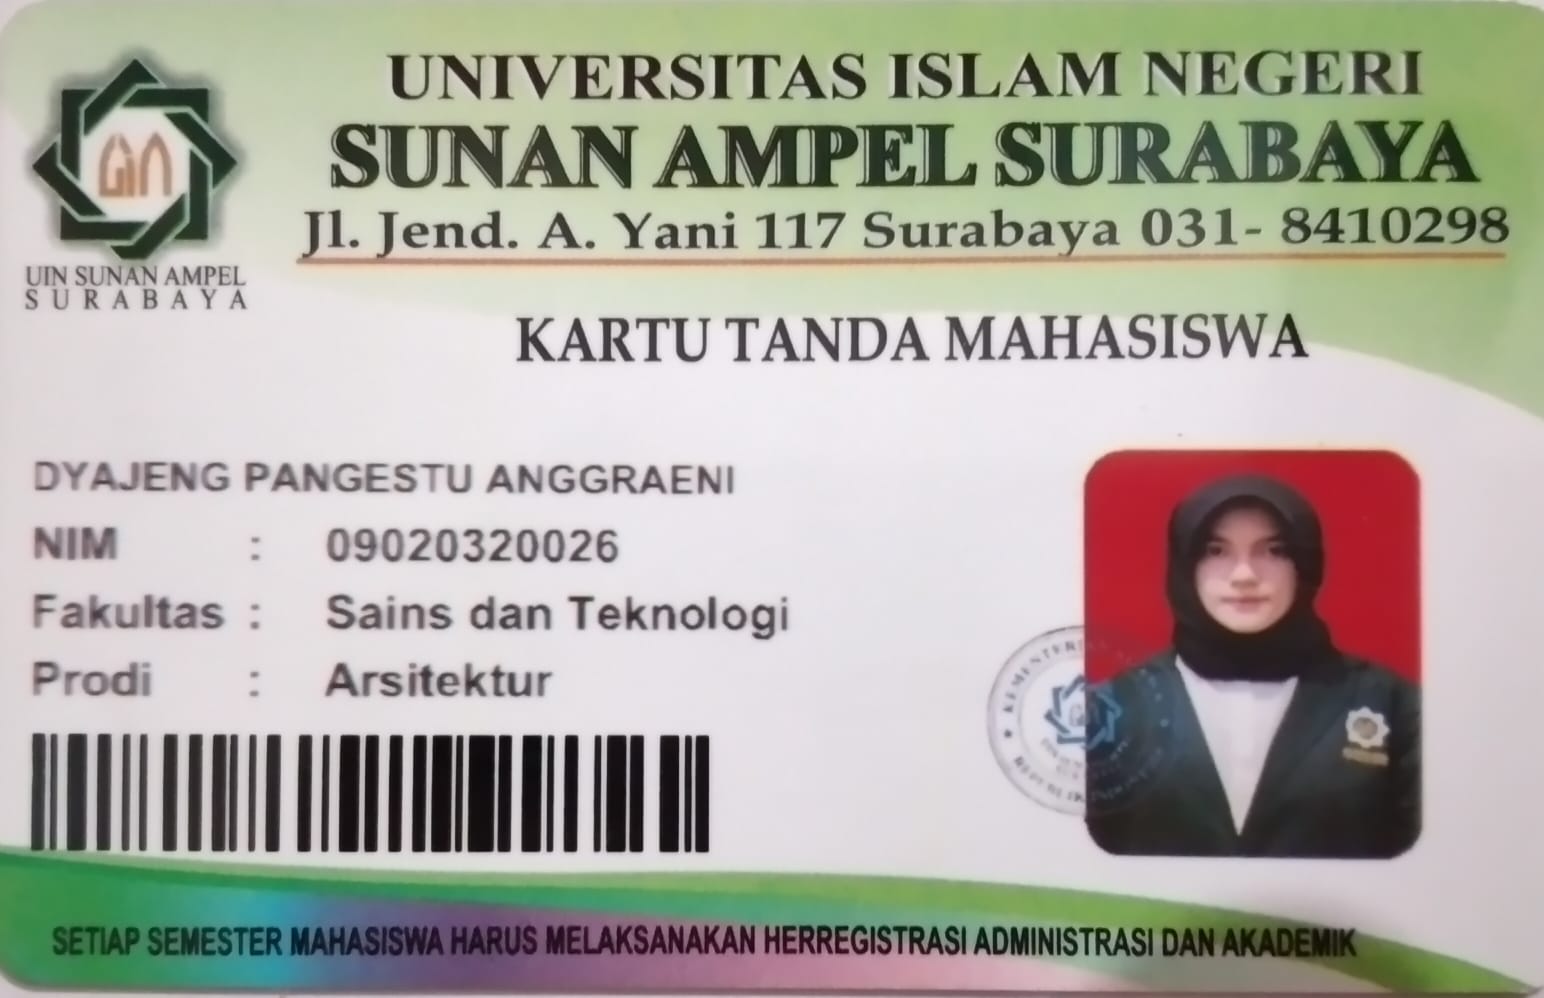 UNIVERSITAS ISLAM NEGERI
SUNAN AMPEL SURABAYA
Jl. Jend. A. Yani 117 Surabaya 031- 8410298
UIN SUNAN AMPEL
SURABAYA
KARTU TANDA MAHASISWA
DYAJENG PANGESTU ANGGRAENI
NIM : 09020320026
Fakultas : Sains dan Teknologi
Prodi : Arsitektur
KEMENTERIAN
SETIAP SEMESTER MAHASISWA HARUS MELAKSANAKAN HERREGISTRASI ADMINISTRASI DAN AKADEMIK